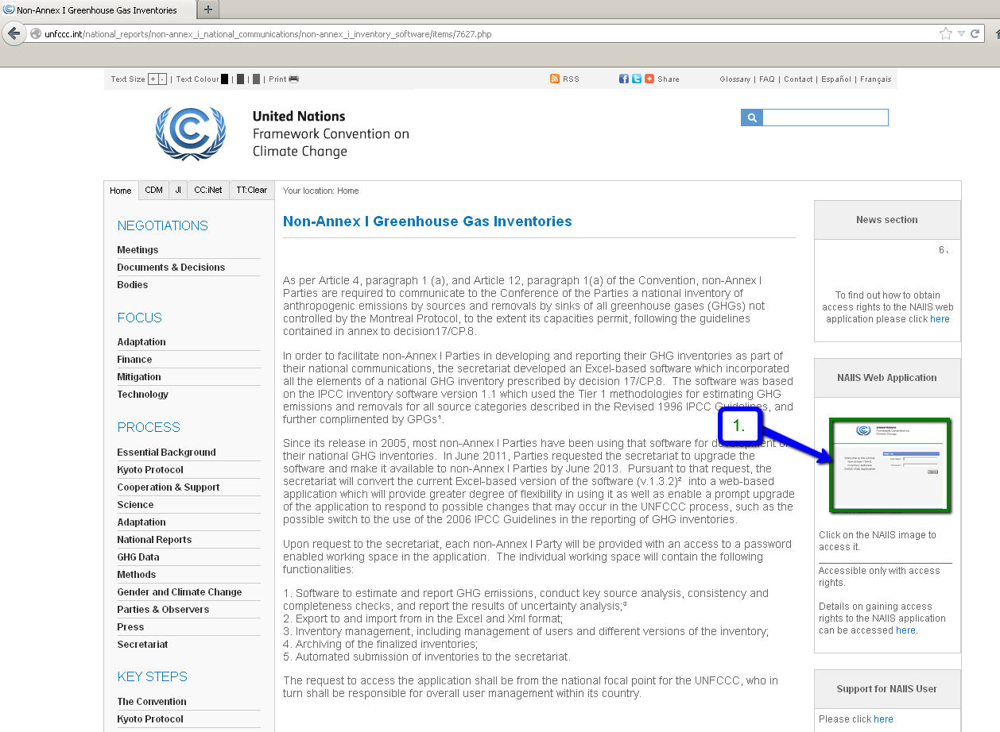 Non-Annex I Greenhouse Gas Inventories
unfccc.int/national_reports/non-annex_i_national_communications/non-annex_i_inventory_software/items/7627.php
Text Size + - | Text Colour | | | Print
RSS
Share
Glossary | FAQ | Contact | Español | Français
United Nations
Framework Convention on
Climate Change
Home
CDM
JI
CC:iNet
TT:Clear
Your location: Home
NEGOTIATIONS
Meetings
Documents & Decisions
Bodies
FOCUS
Adaptation
Finance
Mitigation
Technology
PROCESS
Essential Background
Kyoto Protocol
Cooperation & Support
Science
Adaptation
National Reports
GHG Data
Methods
Gender and Climate Change
Parties & Observers
Press
Secretariat
KEY STEPS
The Convention
Kyoto Protocol
Non-Annex I Greenhouse Gas Inventories
As per Article 4, paragraph 1 (a), and Article 12, paragraph 1(a) of the Convention, non-Annex I
Parties are required to communicate to the Conference of the Parties a national inventory of
anthropogenic emissions by sources and removals by sinks of all greenhouse gases (GHGs) not
controlled by the Montreal Protocol, to the extent its capacities permit, following the guidelines
contained in annex to decision17/CP.8.
In order to facilitate non-Annex I Parties in developing and reporting their GHG inventories as part of
their national communications, the secretariat developed an Excel-based software which incorporated
all the elements of a national GHG inventory prescribed by decision 17/CP.8. The software was based
on the IPCC inventory software version 1.1 which used the Tier 1 methodologies for estimating GHG
emissions and removals for all source categories described in the Revised 1996 IPCC Guidelines, and
further complimented by GPGs¹.
Since its release in 2005, most non-Annex I Parties have been using that software for development of
their national GHG inventories. In June 2011, Parties requested the secretariat to upgrade the
software and make it available to non-Annex I Parties by June 2013. Pursuant to that request, the
secretariat will convert the current Excel-based version of the software (v.1.3.2)² into a web-based
application which will provide greater degree of flexibility in using it as well as enable a prompt upgrade
of the application to respond to possible changes that may occur in the UNFCCC process, such as the
possible switch to the use of the 2006 IPCC Guidelines in the reporting of GHG inventories.
Upon request to the secretariat, each non-Annex I Party will be provided with an access to a password
enabled working space in the application. The individual working space will contain the following
functionalities:
1. Software to estimate and report GHG emissions, conduct key source analysis, consistency and
completeness checks, and report the results of uncertainty analysis;³
2. Export to and import from in the Excel and Xml format;
3. Inventory management, including management of users and different versions of the inventory;
4. Archiving of the finalized inventories;
5. Automated submission of inventories to the secretariat.
The request to access the application shall be from the national focal point for the UNFCCC, who in
turn shall be responsible for overall user management within its country.
1.
News section
To find out how to obtain
access rights to the NAIIS web
application please click here
NAIIS Web Application
United Nations
Framework Convention on
Climate Change
Click on the NAIIS image to
access it.
Accessible only with access
rights.
Details on gaining access
rights to the NAIIS application
can be accessed here.
Support for NAIIS User
Please click here